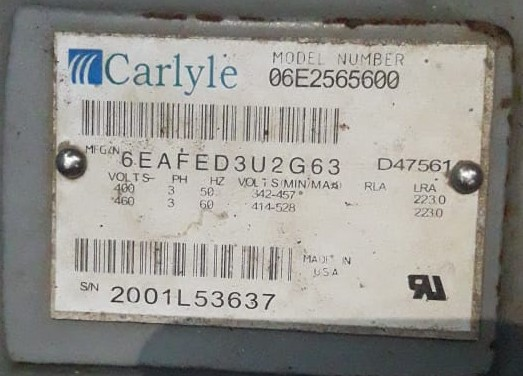 Carlyle
MODEL NUMBER
06E2565600
MFG/N 6EAFED3U2G63 D47561
VOLTS PH HZ VOLTS(MIN/MAX) RLA LRA
400 3 50 342-457 223.0
460 3 60 414-528 223.0
MADE IN
U.S.A
S/N 2001L53637